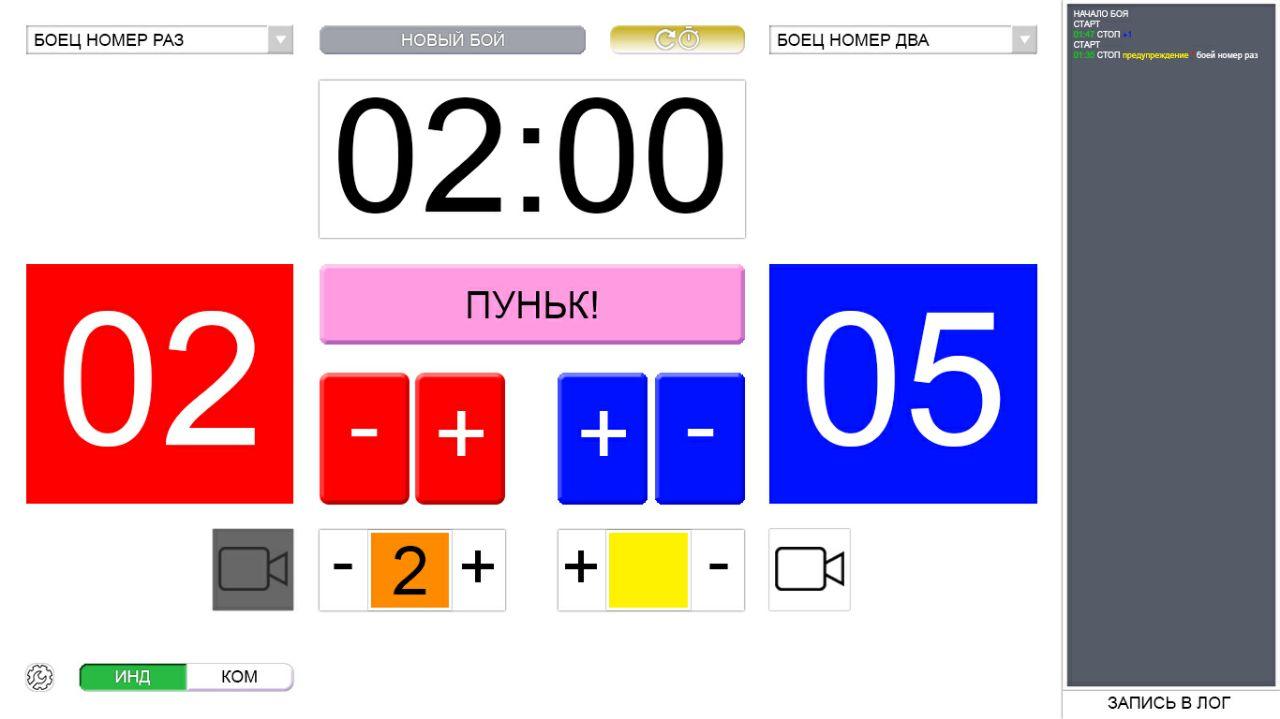 БОЕЦ НОМЕР РАЗ
НОВЫЙ БОЙ
БОЕЦ НОМЕР ДВА
02:00
02
ПУНЬК!
05
- +
+ -
- 2 +
+ -
ИНД КОМ
НАЧАЛО БОЯ
СТАРТ
01:47 СТОП +1
СТАРТ
01:35 СТОП предупреждение боей номер раз
ЗАПИСЬ В ЛОГ